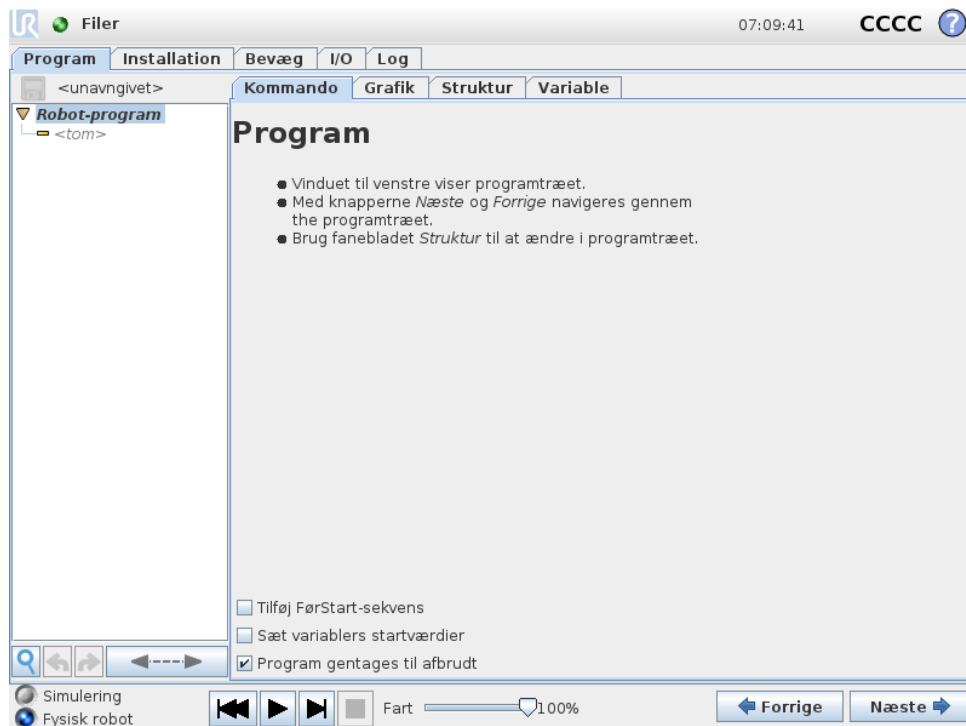 UR Filer 07:09:41 CCCC ?
Program Installation Bevæg I/O Log
<unavngivet>
Kommando Grafik Struktur Variable
Robot-program
<tom>
Program
Vinduet til venstre viser programtræet.
Med knapperne Næste og Forrige navigeres gennem
the programtræet.
Brug fanebladet Struktur til at ændre i programtræet.
Tilføj FørStart-sekvens
Sæt variablers startværdier
Program gentages til afbrudt
Simulering
Fysisk robot
Fart 100%
Forrige Næste